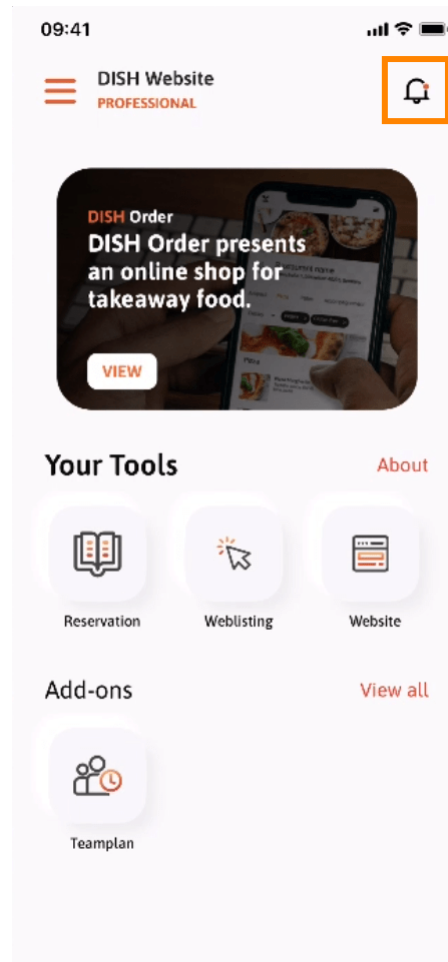 09:41
DISH Website
PROFESSIONAL
DISH Order
DISH Order presents
an online shop for
takeaway food.
VIEW
Your Tools
About
Reservation
Weblisting
Website
Add-ons
View all
Teamplan